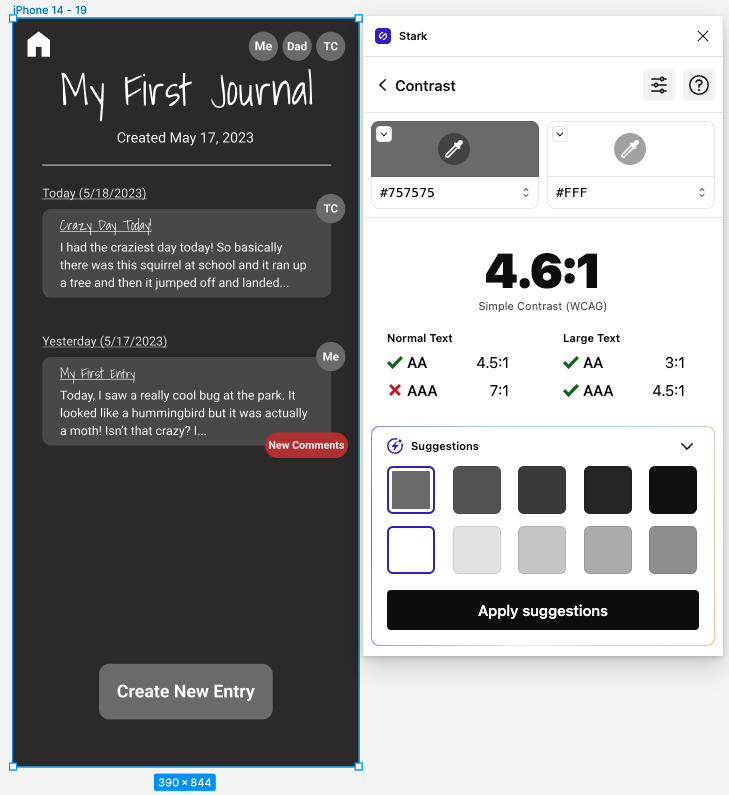 iPhone 14 - 19
Me Dad TC
My First Journal
Created May 17, 2023
Today (5/18/2023)
TC
Crazy Day Today!
I had the craziest day today! So basically
there was this squirrel at school and it ran up
a tree and then it jumped off and landed...
Yesterday (5/17/2023)
Me
My First Entry
Today, I saw a really cool bug at the park. It
looked like a hummingbird but it was actually
a moth! Isn't that crazy? I...
New Comments
Create New Entry
390 × 844
Stark
Contrast
#757575
#FFF
4.6:1
Simple Contrast (WCAG)
Normal Text Large Text
AA 4.5:1 AA 3:1
AAA 7:1 AAA 4.5:1
Suggestions
Apply suggestions